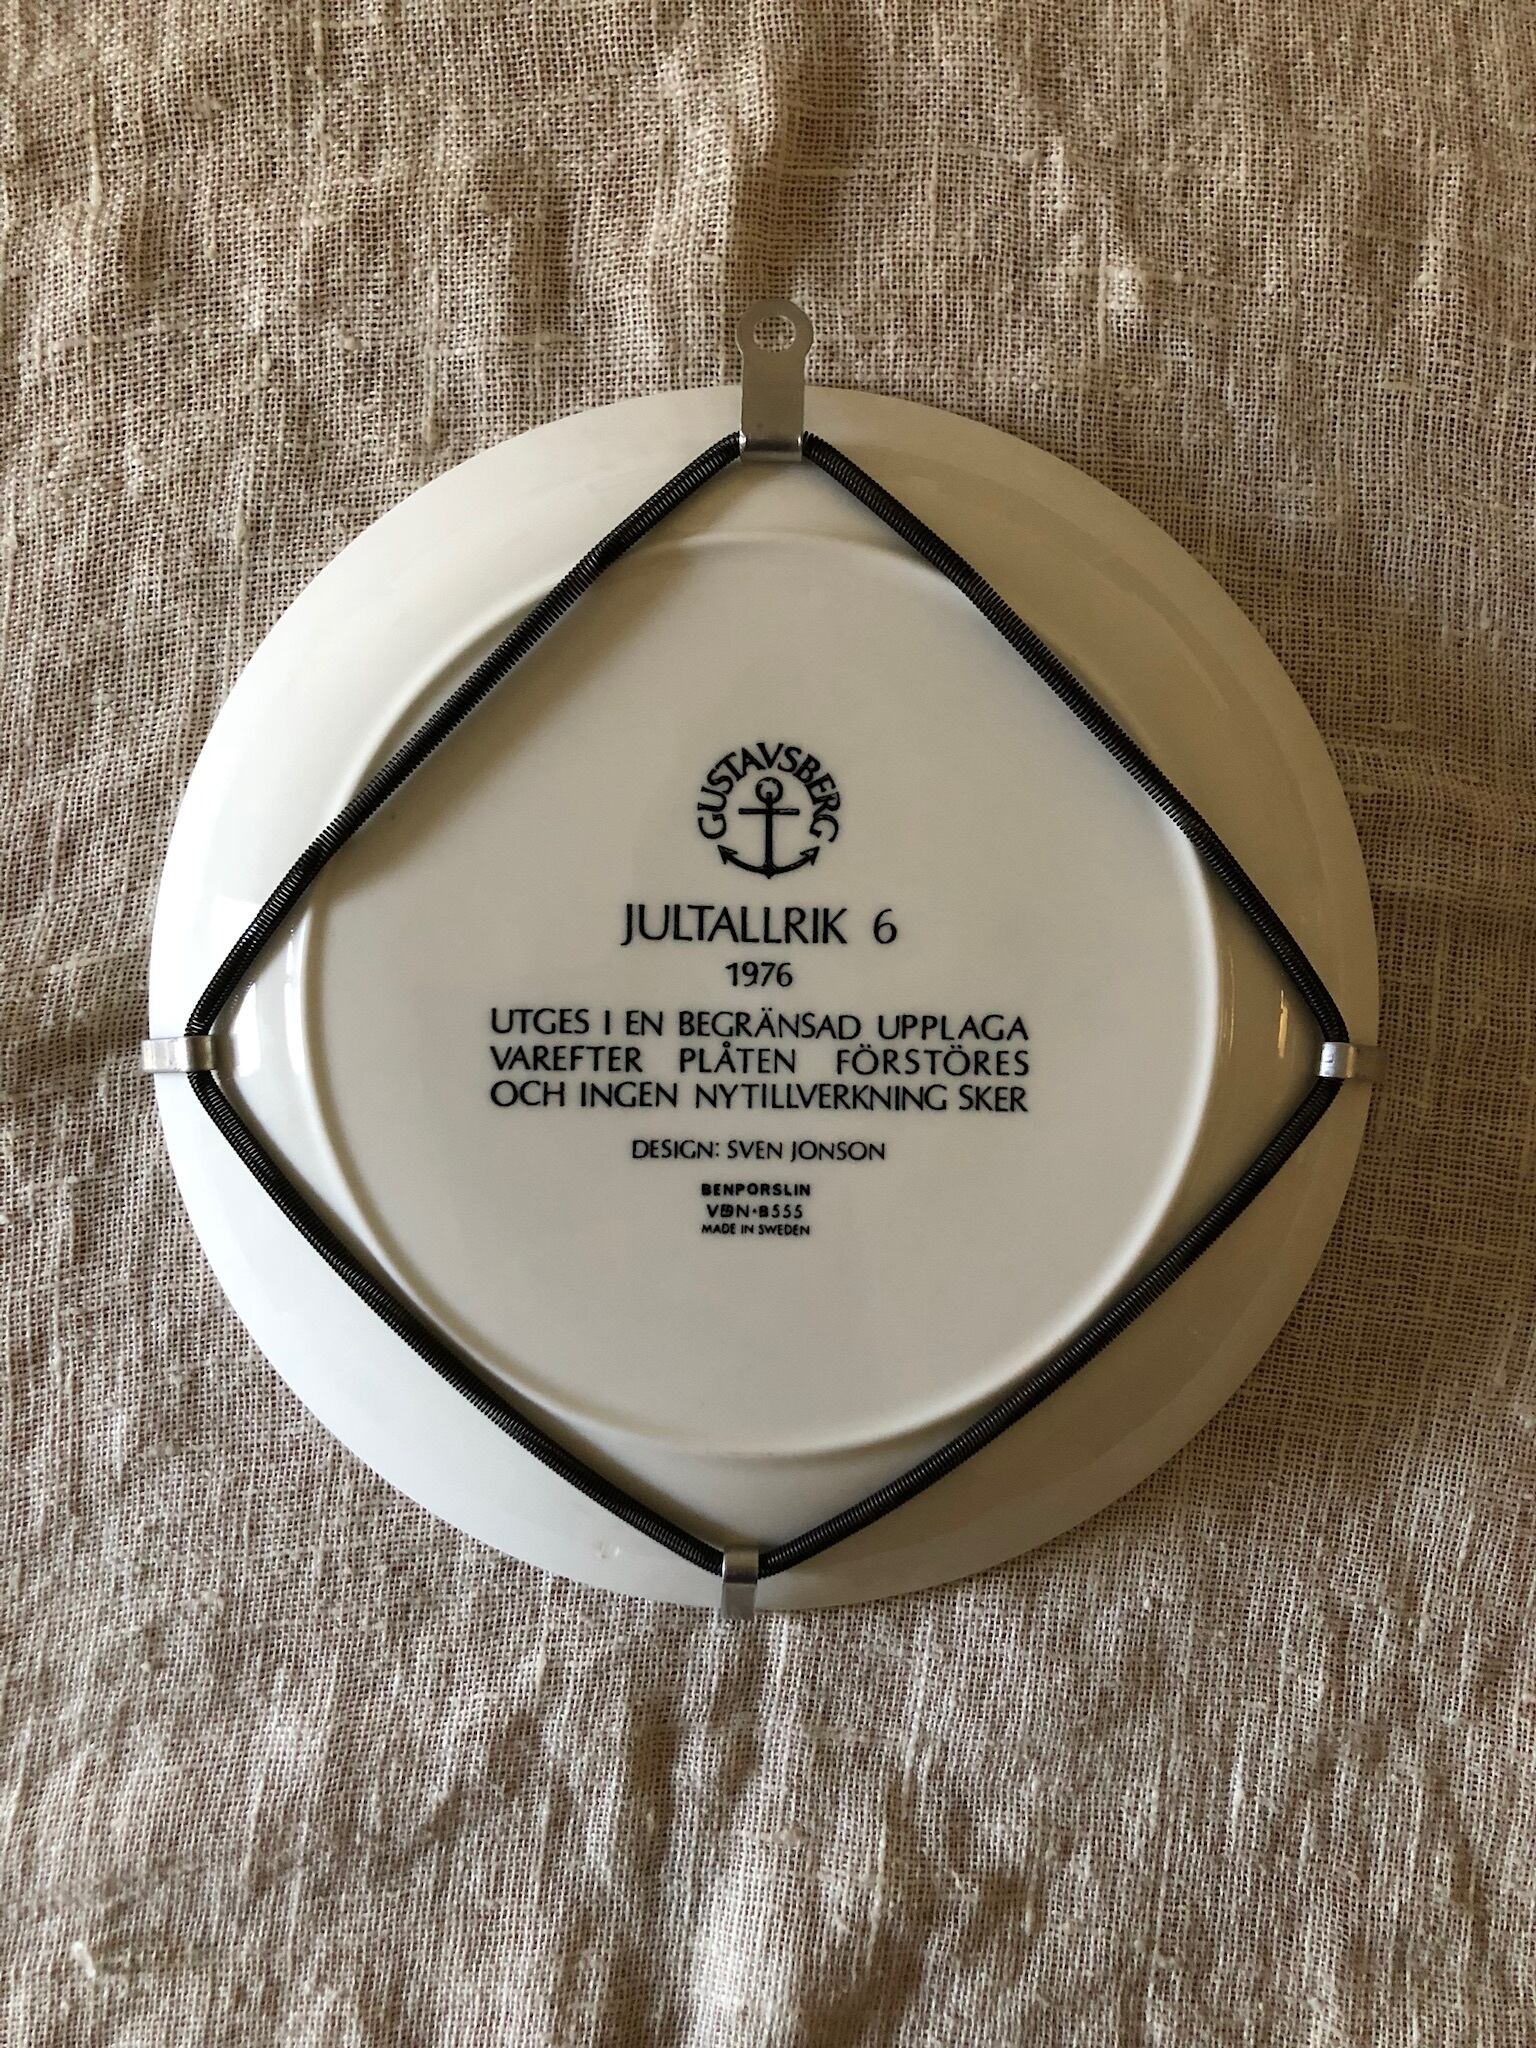 GUSTAVSBERG
JULTALLRIK 6
1976
UTGES I EN BEGRÄNSAD UPPLAGA
VAREFTER PLÅTEN FÖRSTÖRES
OCH INGEN NYTILLVERKNING SKER
DESIGN: SVEN JONSON
BENPORSLIN
VDN·B555
MADE IN SWEDEN